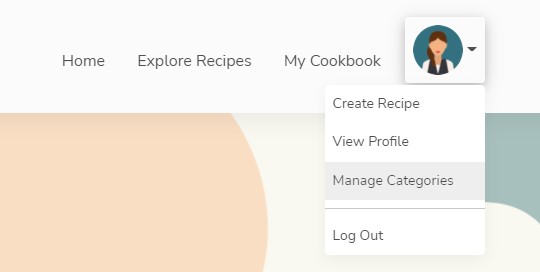 Home Explore Recipes My Cookbook
Create Recipe
View Profile
Manage Categories
Log Out